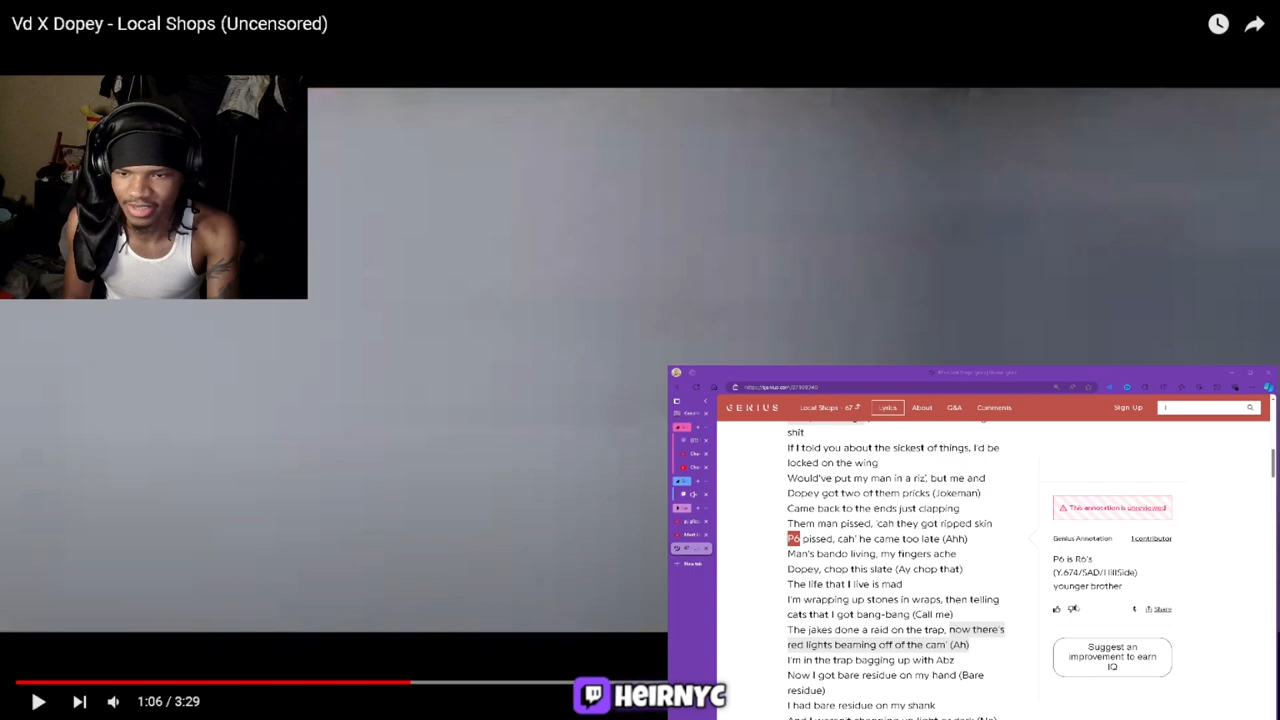 Vd X Dopey - Local Shops (Uncensored)
GENIUS
Local Shops - 67
Lyrics
About
Q&A
Comments
Sign Up
shit
If I told you about the sickest of things, I'd be
locked on the wing
Would've put my man in a riz', but me and
Dopey got two of them pricks (Jokeman)
Came back to the ends just clapping
Them man pissed, 'cah they got ripped skin
P6 pissed, cah' he came too late (Ahh)
Man's bando living, my fingers ache
Dopey, chop this slate (Ay chop that)
The life that I live is mad
I'm wrapping up stones in wraps, then telling
cats that I got bang-bang (Call me)
The jakes done a raid on the trap, now there's
red lights beaming off of the cam' (Ah)
I'm in the trap bagging up with Abz
Now I got bare residue on my hand (Bare
residue)
I had bare residue on my shank
This annotation is unreviewed
Genius Annotation
1 contributor
P6 is R6's
(Y.674/SAD/HillSide)
younger brother
Share
Suggest an
improvement to earn
IQ
New tab
1:06 / 3:29
HEIRNYC